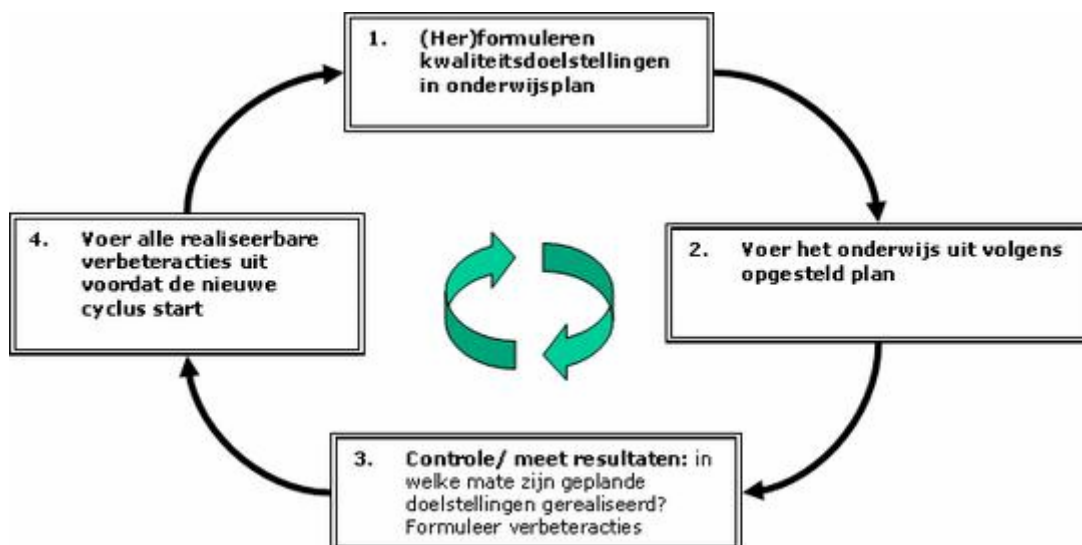 1. (Her)formuleren
kwaliteitsdoelstellingen
in onderwijsplan
2. Voer het onderwijs uit volgens
opgesteld plan
3. Controle/ meet resultaten: in
welke mate zijn geplande
doelstellingen gerealiseerd?
Formuleer verbeteracties
4. Voer alle realiseerbare
verbeteracties uit
voordat de nieuwe
cyclus start